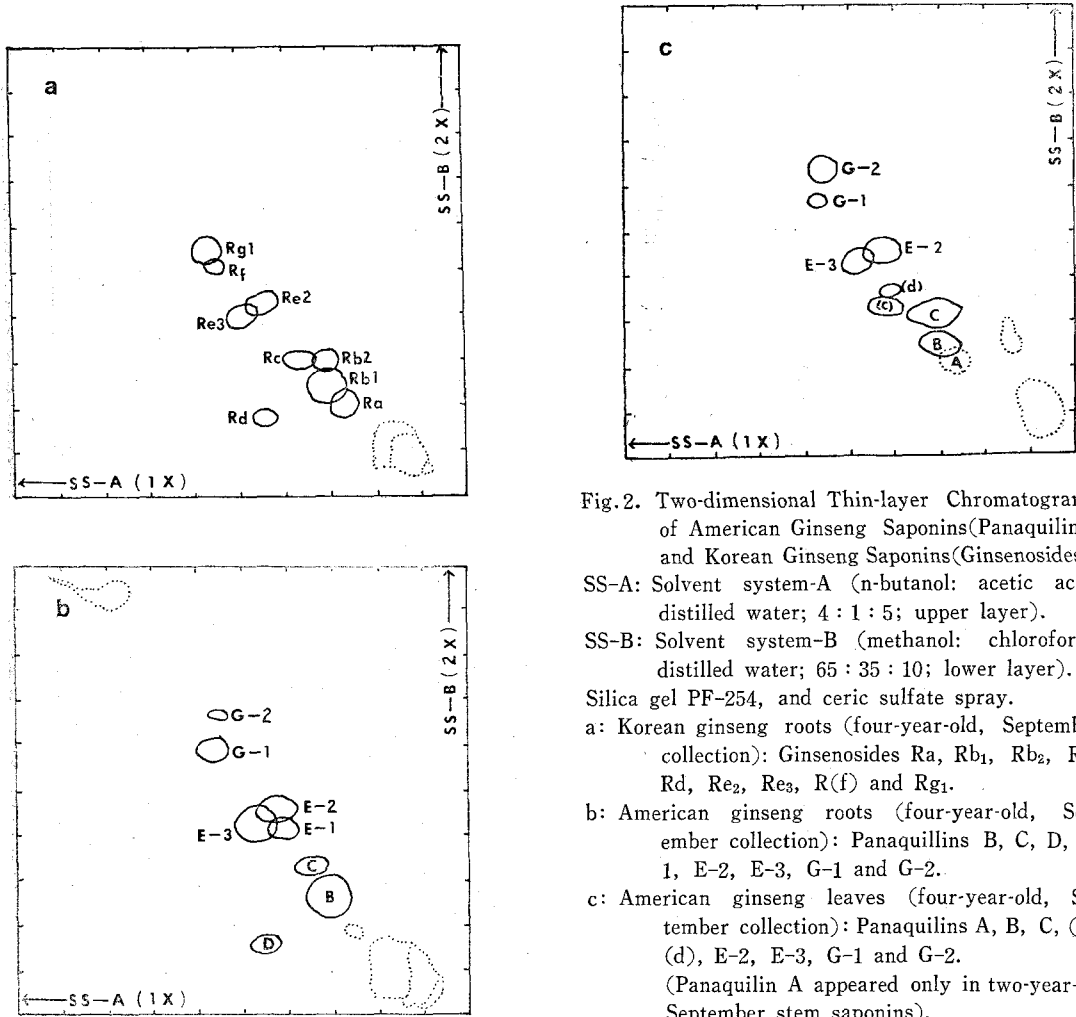 a
SS-B (2X)
Rg1
Rf
Re2
Re3
Rc
Rb2
Rb1
Ra
Rd
SS-A (1X)
b
SS-B (2X)
G-2
G-1
E-2
E-3
E-1
C
B
D
SS-A (1X)
c
SS-B (2X)
G-2
G-1
E-2
E-3
(d)
(c)
C
B
A
SS-A (1X)
Fig. 2. Two-dimensional Thin-layer Chromatogram
of American Ginseng Saponins(Panaquilin
and Korean Ginseng Saponins(Ginsenosides
SS-A: Solvent system-A (n-butanol: acetic ac
distilled water; 4 : 1 : 5; upper layer).
SS-B: Solvent system-B (methanol: chlorofor
distilled water; 65 : 35 : 10; lower layer).
Silica gel PF-254, and ceric sulfate spray.
a: Korean ginseng roots (four-year-old, Septemb
collection): Ginsenosides Ra, Rb₁, Rb₂, R
Rd, Re₂, Re₃, R(f) and Rg₁.
b: American ginseng roots (four-year-old, S
ember collection): Panaquillins B, C, D,
1, E-2, E-3, G-1 and G-2.
c: American ginseng leaves (four-year-old, S
tember collection): Panaquilins A, B, C, (
(d), E-2, E-3, G-1 and G-2.
(Panaquilin A appeared only in two-year-
September stem saponins).